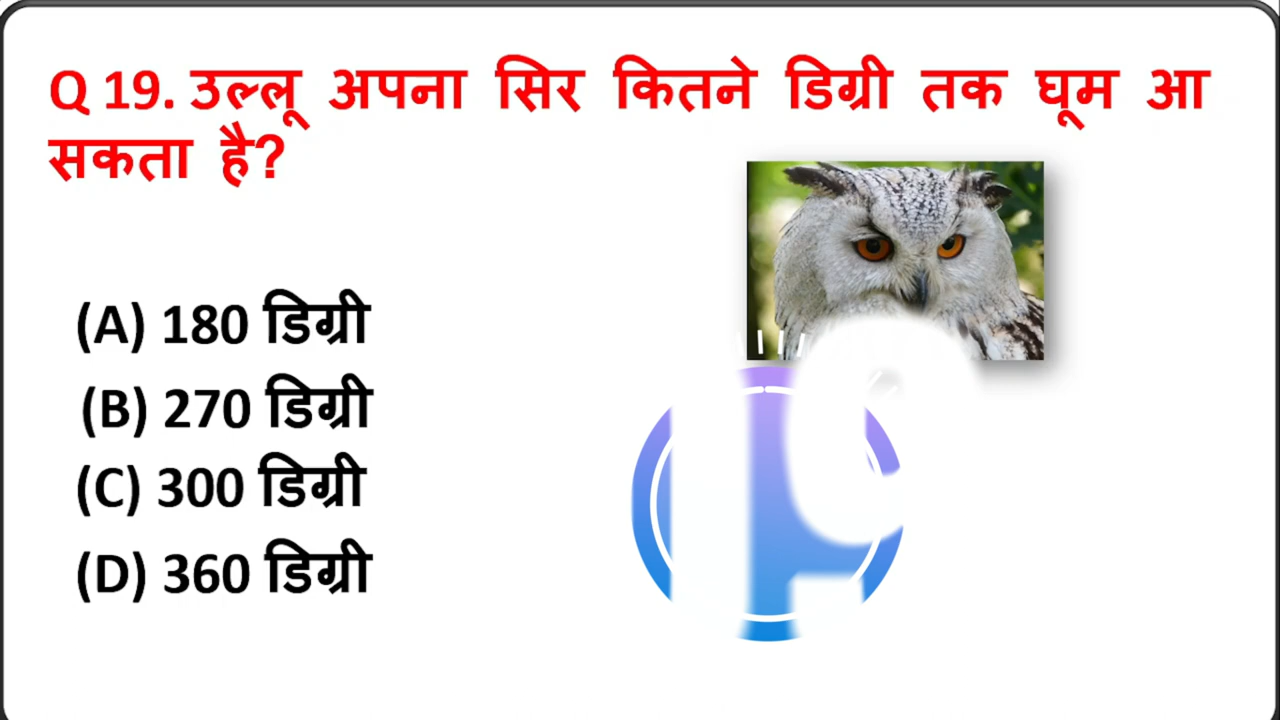 Q 19. उल्लू अपना सिर कितने डिग्री तक घूम आ
सकता है?
(A) 180 डिग्री
(B) 270 डिग्री
(C) 300 डिग्री
(D) 360 डिग्री